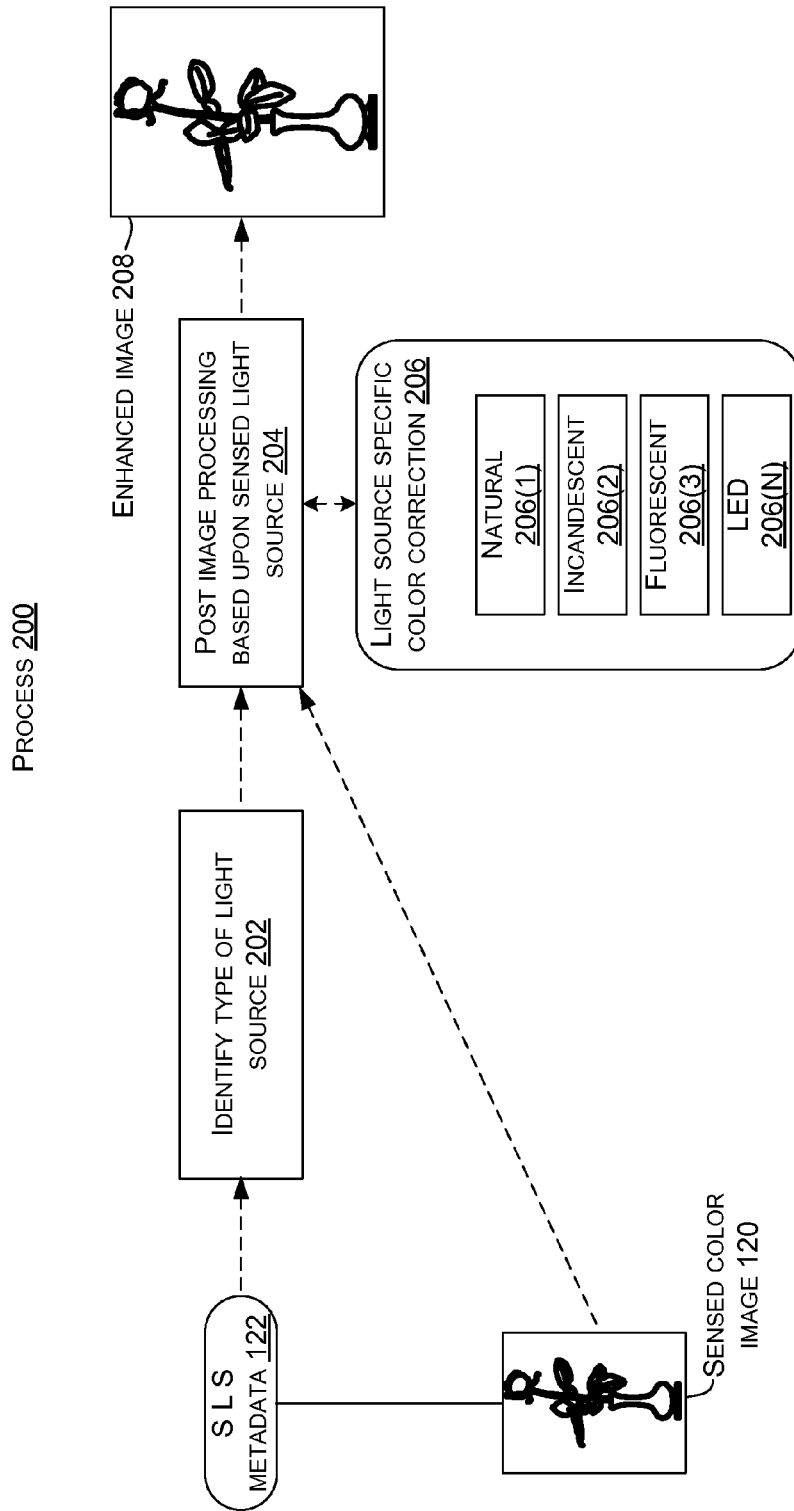 PROCESS 200
SLS
METADATA 122
IDENTIFY TYPE OF LIGHT
SOURCE 202
POST IMAGE PROCESSING
BASED UPON SENSED LIGHT
SOURCE 204
ENHANCED IMAGE 208
LIGHT SOURCE SPECIFIC
COLOR CORRECTION 206
NATURAL
206(1)
INCANDESCENT
206(2)
FLUORESCENT
206(3)
LED
206(N)
SENSED COLOR
IMAGE 120